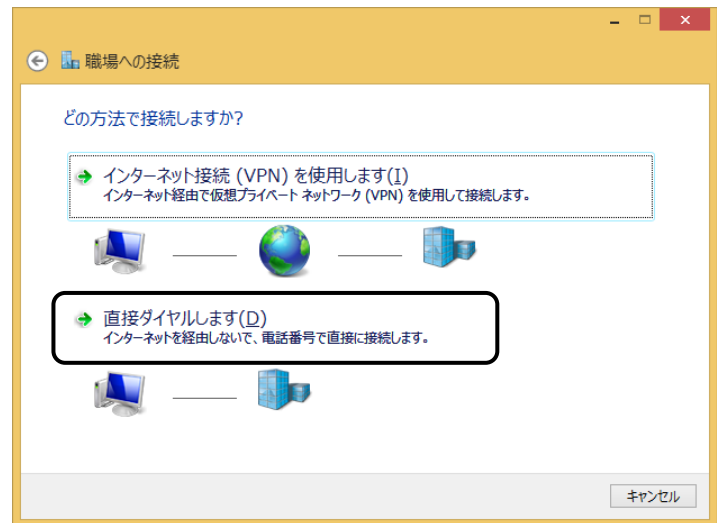 職場への接続
どの方法で接続しますか?
インターネット接続 (VPN) を使用します(I)
インターネット経由で仮想プライベート ネットワーク (VPN) を使用して接続します。
直接ダイヤルします(D)
インターネットを経由しないで、電話番号で直接に接続します。
キャンセル